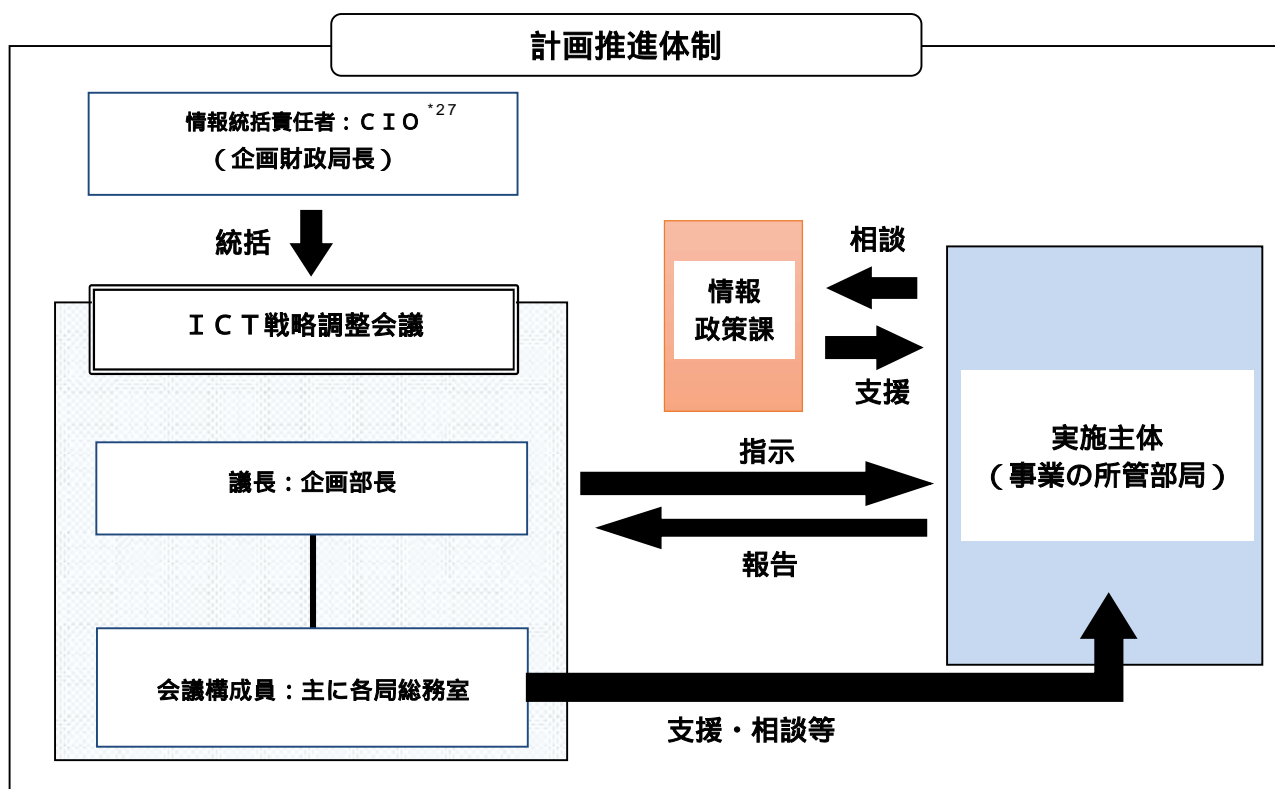 計画推進体制
情報統括責任者：ＣＩＯ*27
（企画財政局長）
統括
ＩＣＴ戦略調整会議
議長：企画部長
会議構成員：主に各局総務室
情報
政策課
相談
支援
指示
報告
実施主体
（事業の所管部局）
支援・相談等